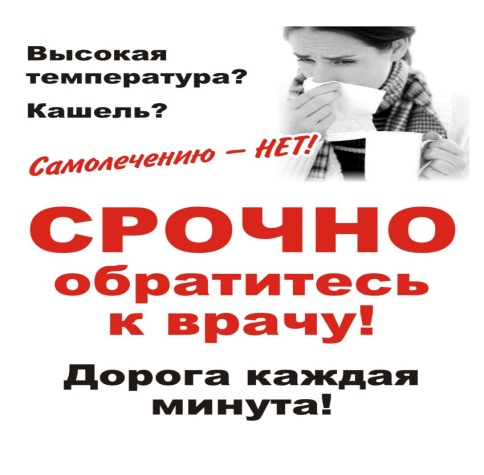 Высокая
температура?
Кашель?
Самолечению – НЕТ!
СРОЧНО
обратитесь
к врачу!
Дорога каждая
минута!